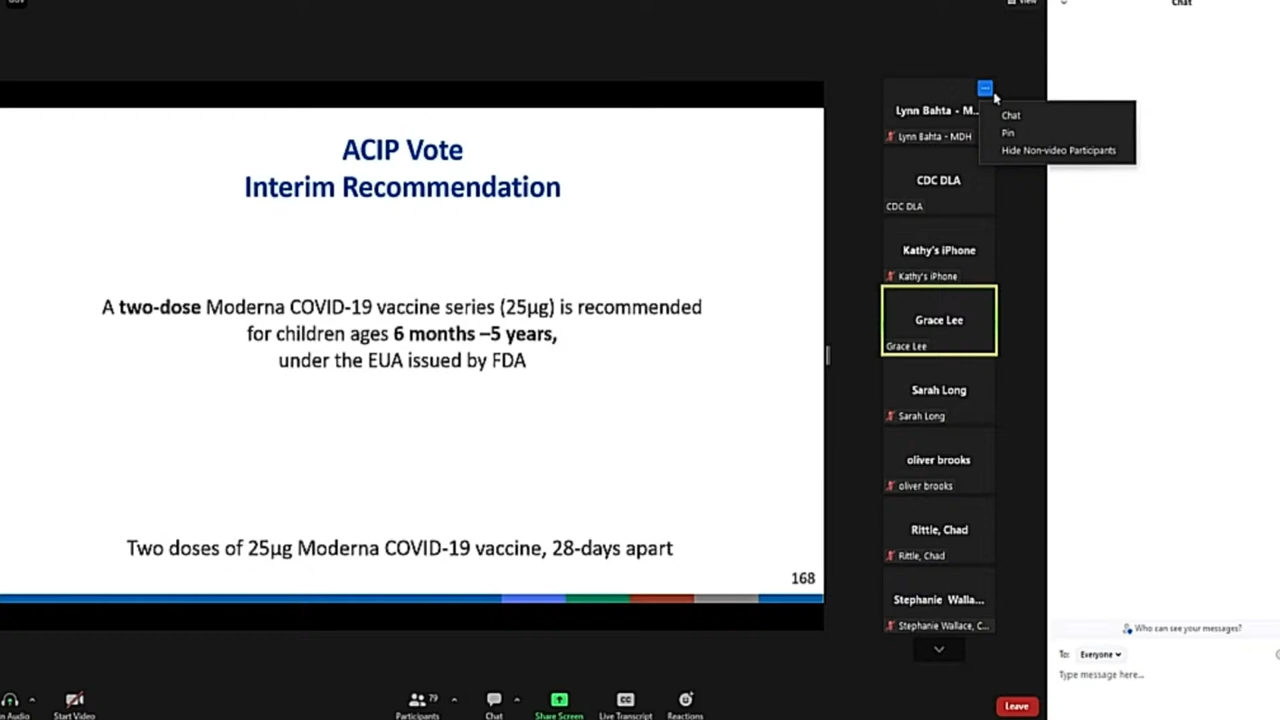 View
Chat
ACIP Vote
Interim Recommendation
A two-dose Moderna COVID-19 vaccine series (25µg) is recommended
for children ages 6 months –5 years,
under the EUA issued by FDA
Two doses of 25µg Moderna COVID-19 vaccine, 28-days apart
168
Lynn Bahta - M...
Lynn Bahta - MDH
Chat
Pin
Hide Non-video Participants
CDC DLA
CDC DLA
Kathy's iPhone
Kathy's iPhone
Grace Lee
Grace Lee
Sarah Long
Sarah Long
oliver brooks
oliver brooks
Rittle, Chad
Rittle, Chad
Stephanie Walla...
Stephanie Wallace, C...
Who can see your messages?
To: Everyone
Type message here...
n Audio
Start Video
79
Participants
Chat
Share Screen
CC
Live Transcript
Reactions
Leave